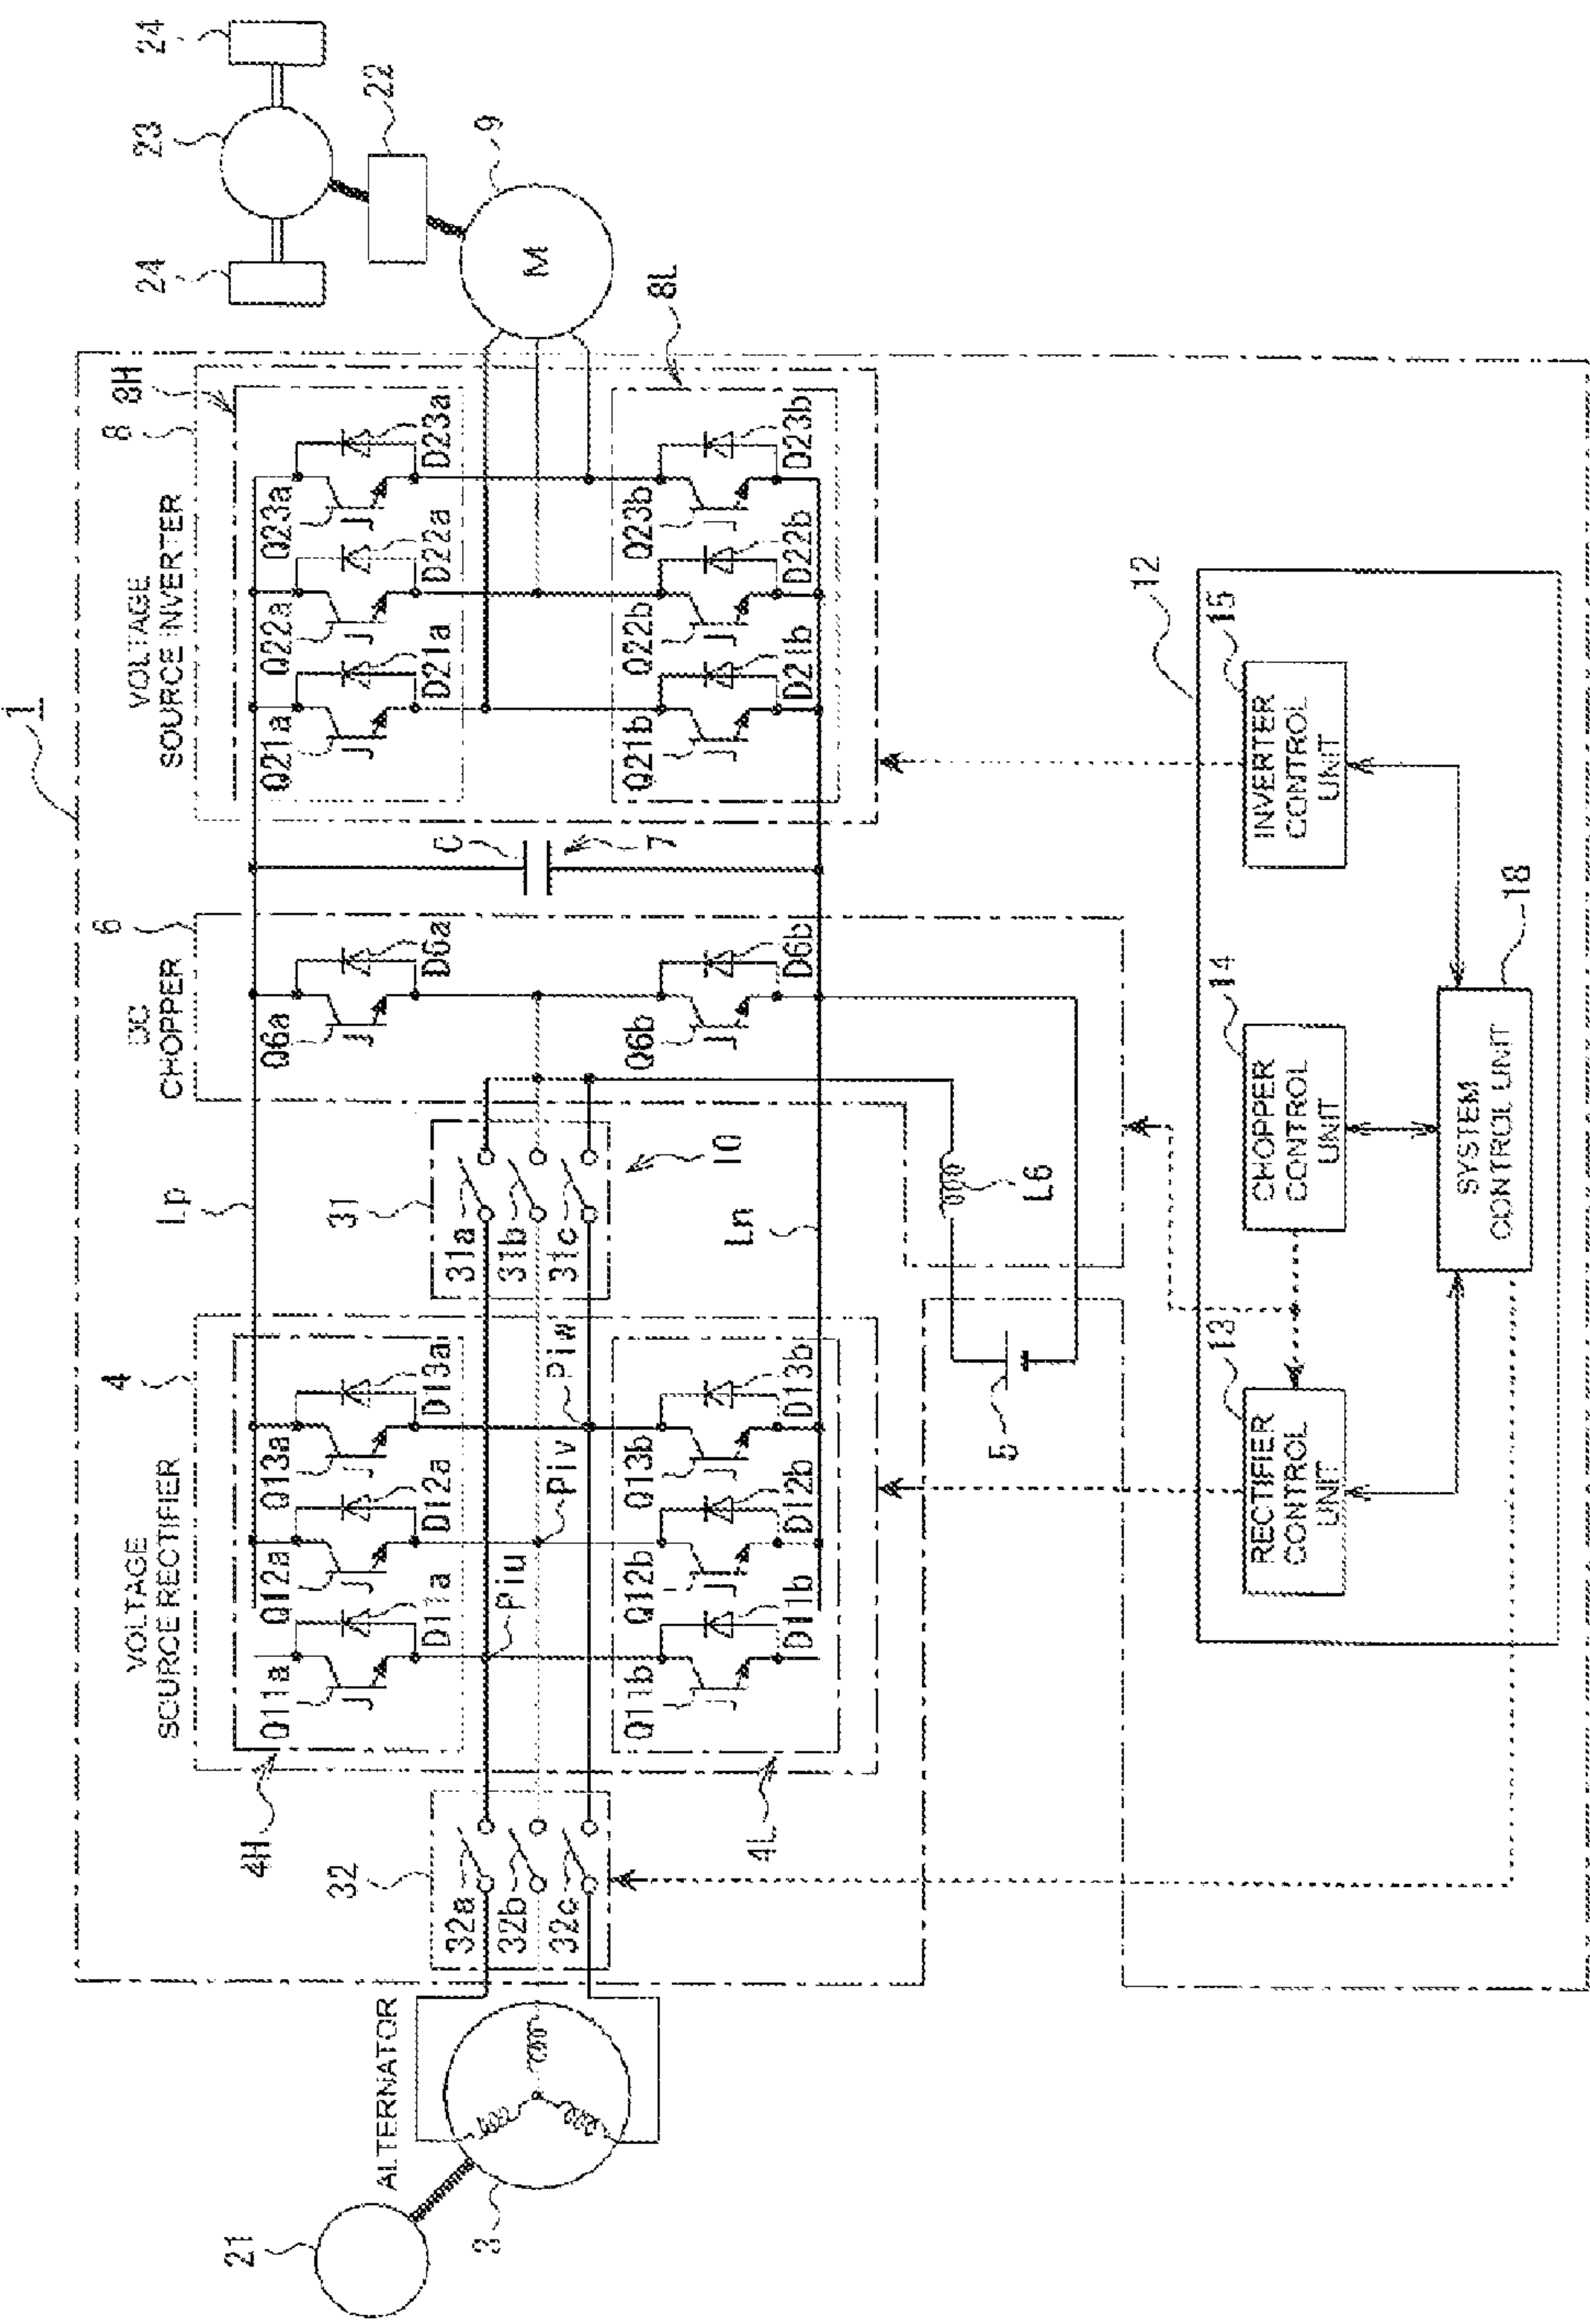 1
VOLTAGE
SOURCE RECTIFIER
4
DC
CHOPPER
6
VOLTAGE
SOURCE INVERTER
8
8H
24
23
24
22
9
M
8L
4H
Q11a
Q12a
Q13a
D11a
D12a
D13a
Lp
Q6a
D6a
Q21a
Q22a
Q23a
D21a
D22a
D23a
C
7
32
32a
32b
32c
Piu
Piv
Piw
31
31a
31b
31c
10
4L
Q11b
Q12b
Q13b
D11b
D12b
D13b
Ln
Q6b
D6b
Q21b
Q22b
Q23b
D21b
D22b
D23b
ALTERNATOR
21
3
5
L6
12
13
RECTIFIER
CONTROL
UNIT
14
CHOPPER
CONTROL
UNIT
15
INVERTER
CONTROL
UNIT
18
SYSTEM
CONTROL UNIT